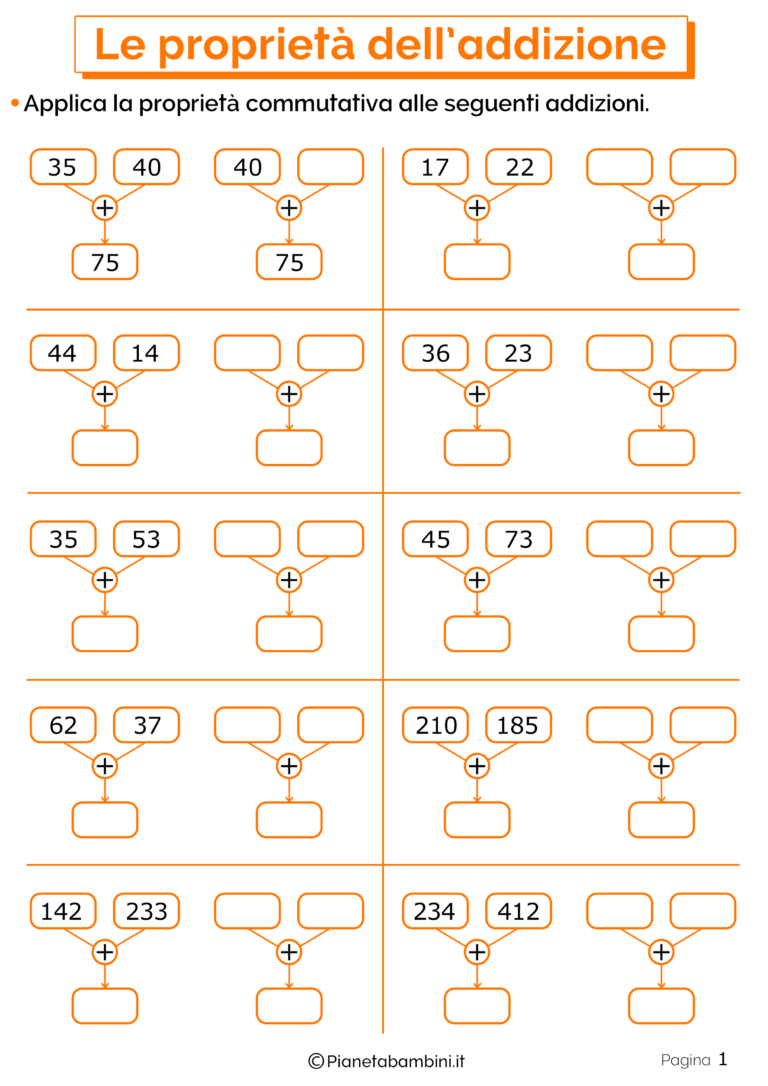 Le proprietà dell'addizione
• Applica la proprietà commutativa alle seguenti addizioni.
35 40 40 17 22
+ + + +
75 75
44 14 36 23
+ + + +
35 53 45 73
+ + + +
62 37 210 185
+ + + +
142 233 234 412
+ + + +
©Pianetabambini.it Pagina 1